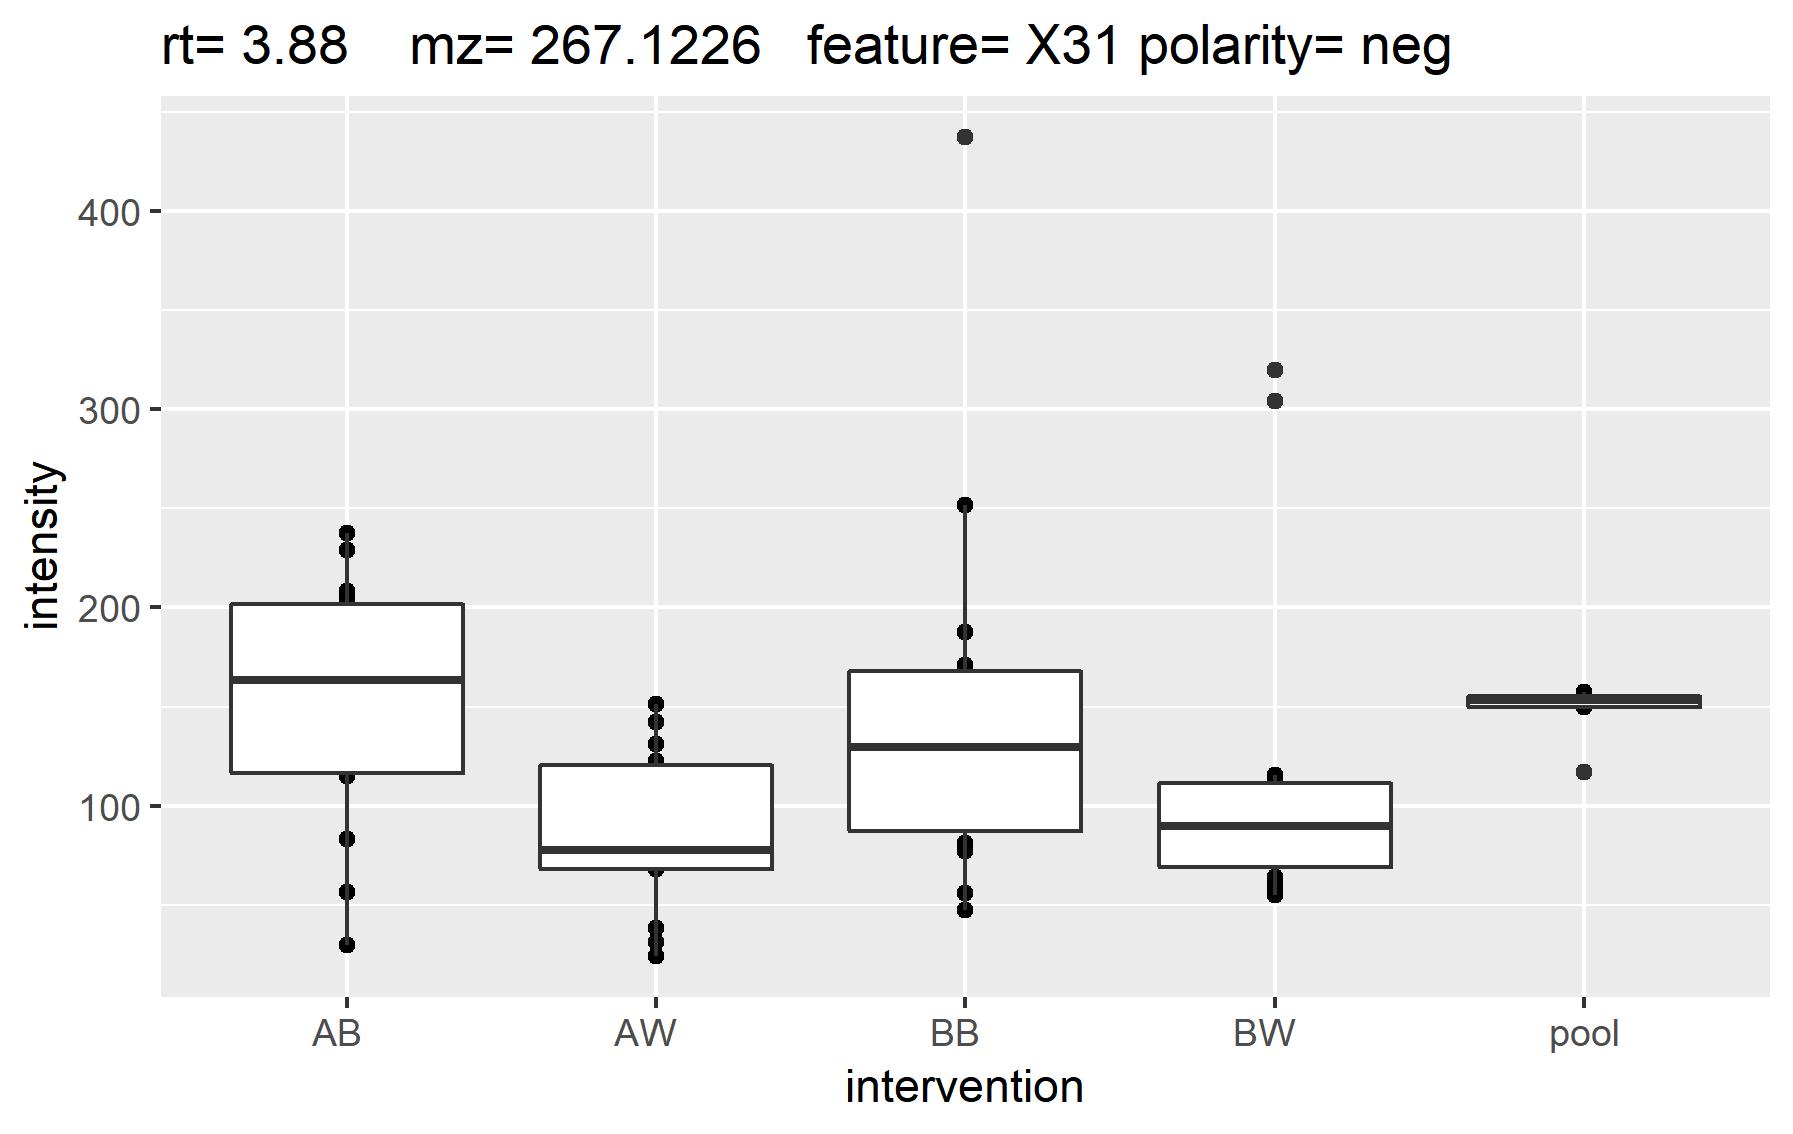 rt= 3.88    mz= 267.1226   feature= X31 polarity= neg
400
300
200
100
intensity
AB AW BB BW pool
intervention